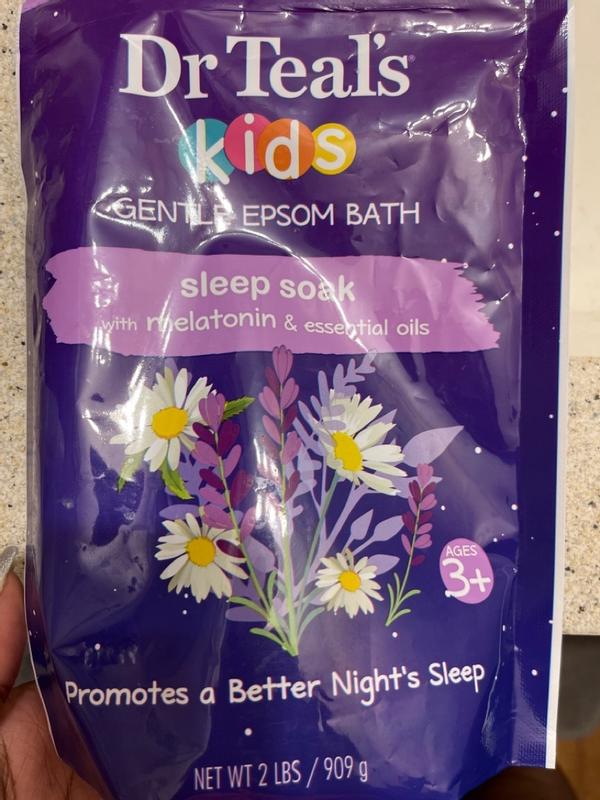 Dr Teal's
kids
GENTLE EPSOM BATH
sleep soak
with melatonin & essential oils
AGES
3+
Promotes a Better Night's Sleep
NET WT 2 LBS / 909 g